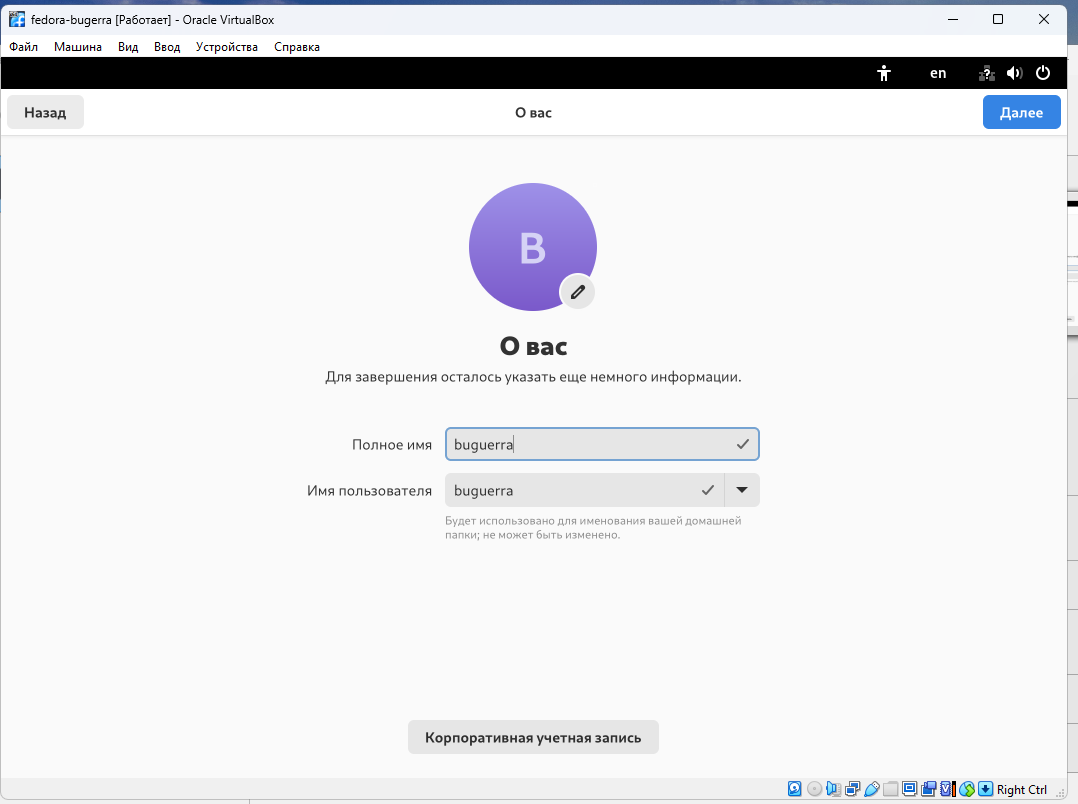 fedora-bugerra [Работает] - Oracle VirtualBox
Файл Машина Вид Ввод Устройства Справка
en
Назад О вас Далее
B
О вас
Для завершения осталось указать еще немного информации.
Полное имя buguerra
Имя пользователя buguerra
Будет использовано для именования вашей домашней
папки; не может быть изменено.
Корпоративная учетная запись
Right Ctrl